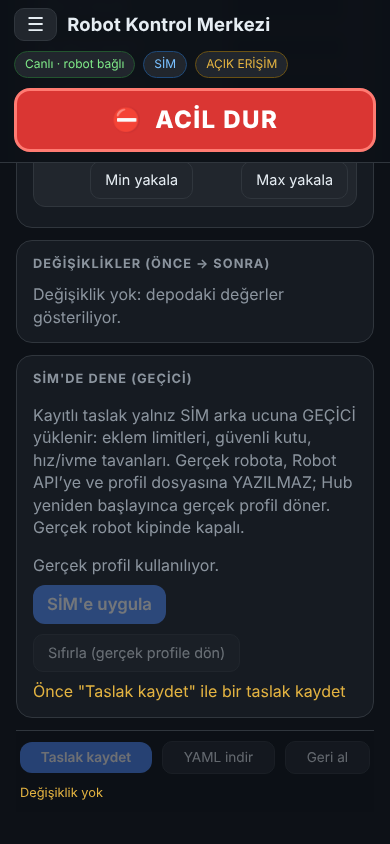 ☰ Robot Kontrol Merkezi
Canlı · robot bağlı SİM AÇIK ERİŞİM
⛔ ACİL DUR
Min yakala Max yakala
DEĞİŞİKLİKLER (ÖNCE → SONRA)
Değişiklik yok: depodaki değerler
gösteriliyor.
SİM'DE DENE (GEÇİCİ)
Kayıtlı taslak yalnız SİM arka ucuna GEÇİCİ
yüklenir: eklem limitleri, güvenli kutu,
hız/ivme tavanları. Gerçek robota, Robot
API'ye ve profil dosyasına YAZILMAZ; Hub
yeniden başlayınca gerçek profil döner.
Gerçek robot kipinde kapalı.
Gerçek profil kullanılıyor.
SİM'e uygula
Sıfırla (gerçek profile dön)
Önce "Taslak kaydet" ile bir taslak kaydet
Taslak kaydet YAML indir Geri al
Değişiklik yok